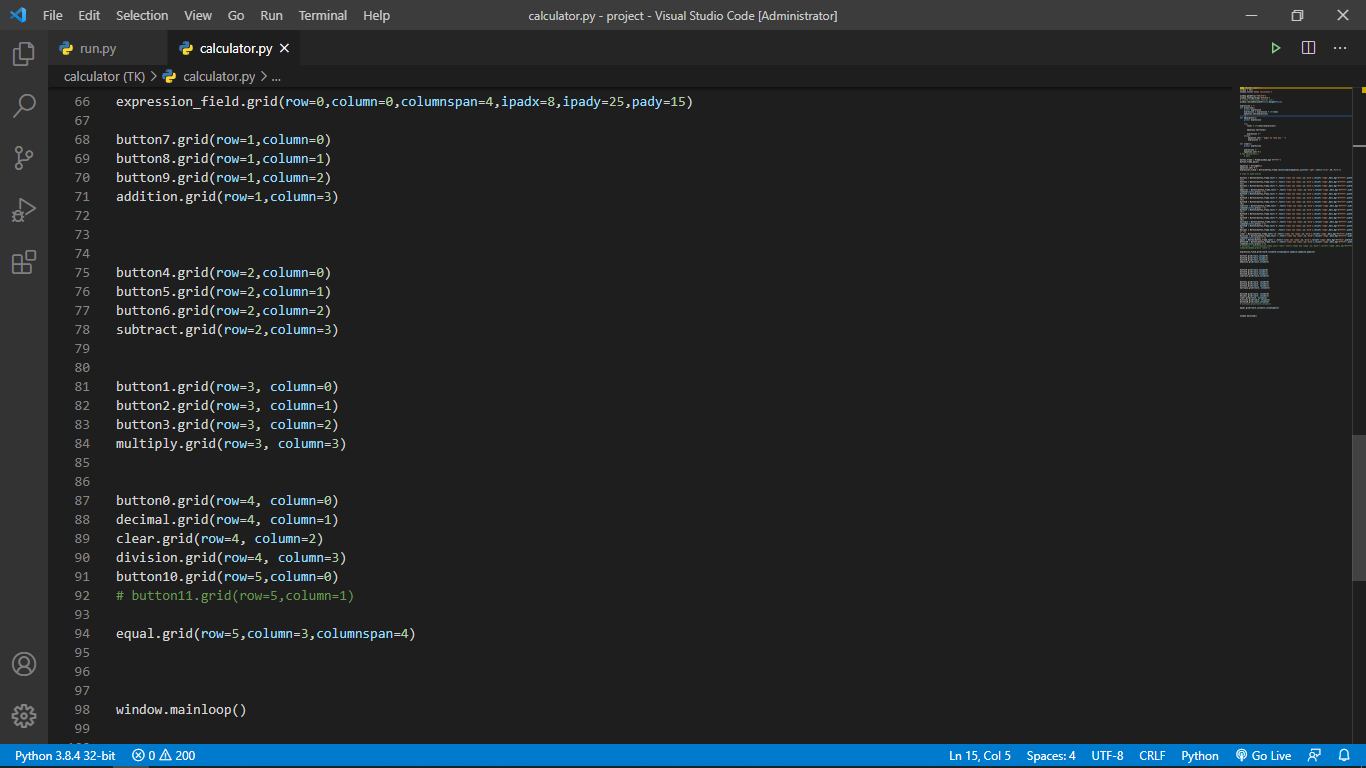 File Edit Selection View Go Run Terminal Help calculator.py - project - Visual Studio Code [Administrator]
run.py calculator.py
calculator (TK) > calculator.py > ...
66 expression_field.grid(row=0,column=0,columnspan=4,ipadx=8,ipady=25,pady=15)
67
68 button7.grid(row=1,column=0)
69 button8.grid(row=1,column=1)
70 button9.grid(row=1,column=2)
71 addition.grid(row=1,column=3)
72
73
74
75 button4.grid(row=2,column=0)
76 button5.grid(row=2,column=1)
77 button6.grid(row=2,column=2)
78 subtract.grid(row=2,column=3)
79
80
81 button1.grid(row=3, column=0)
82 button2.grid(row=3, column=1)
83 button3.grid(row=3, column=2)
84 multiply.grid(row=3, column=3)
85
86
87 button0.grid(row=4, column=0)
88 decimal.grid(row=4, column=1)
89 clear.grid(row=4, column=2)
90 division.grid(row=4, column=3)
91 button10.grid(row=5,column=0)
92 # button11.grid(row=5,column=1)
93
94 equal.grid(row=5,column=3,columnspan=4)
95
96
97
98 window.mainloop()
99
Python 3.8.4 32-bit 0 200 Ln 15, Col 5 Spaces: 4 UTF-8 CRLF Python Go Live